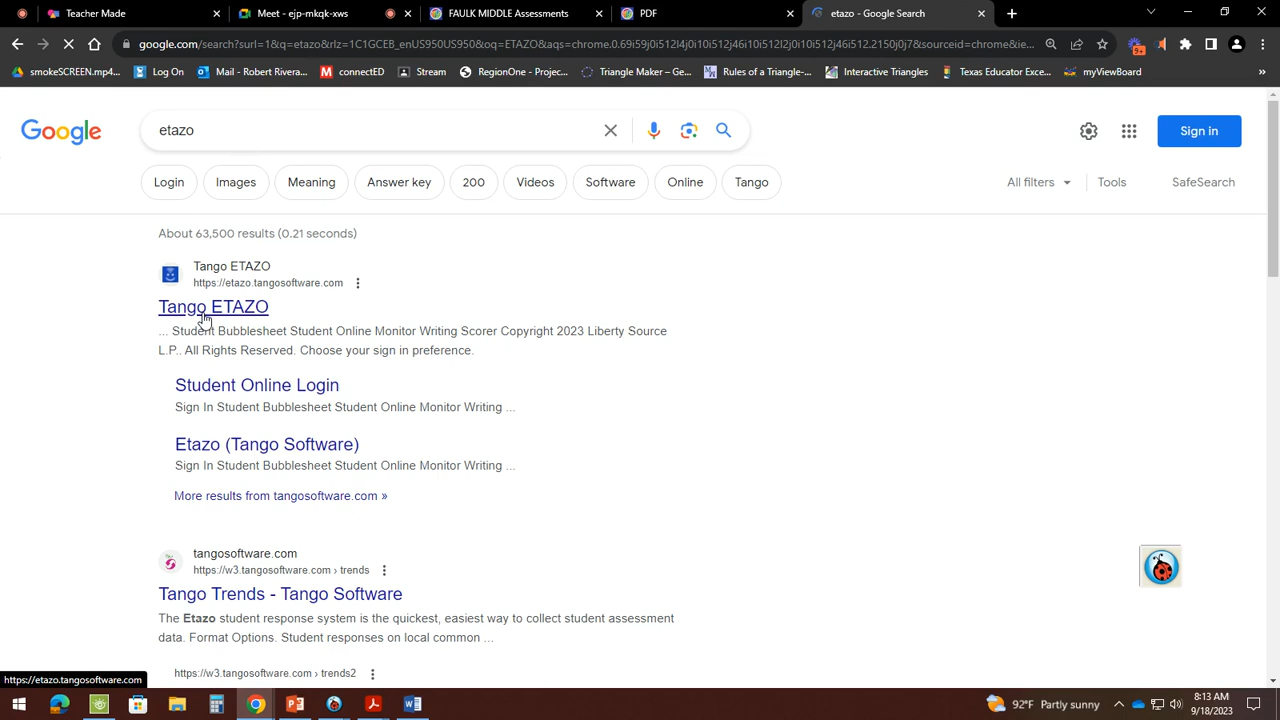 Teacher Made
Meet - ejp-mkqk-xws
FAULK MIDDLE Assessments
PDF
etazo - Google Search
google.com/search?surl=1&q=etazo&rlz=1C1GCEB_enUS950US950&oq=ETAZO&aqs=chrome.0.69i59j0i512l4j0i10i512j46i10i512l2j0i10i512j46i512.2150j0j7&sourceid=chrome&ie...
9+
smokeSCREEN.mp4...
Log On
Mail - Robert Rivera...
connectED
Stream
RegionOne - Projec...
Triangle Maker – Ge...
Rules of a Triangle-...
Interactive Triangles
Texas Educator Exce...
myViewBoard
»
Google
etazo
Sign in
Login
Images
Meaning
Answer key
200
Videos
Software
Online
Tango
All filters
Tools
SafeSearch
About 63,500 results (0.21 seconds)
Tango ETAZO
https://etazo.tangosoftware.com
Tango ETAZO
... Student Bubblesheet Student Online Monitor Writing Scorer Copyright 2023 Liberty Source
L.P.. All Rights Reserved. Choose your sign in preference.
Student Online Login
Sign In Student Bubblesheet Student Online Monitor Writing ...
Etazo (Tango Software)
Sign In Student Bubblesheet Student Online Monitor Writing ...
More results from tangosoftware.com »
tangosoftware.com
https://w3.tangosoftware.com › trends
Tango Trends - Tango Software
The Etazo student response system is the quickest, easiest way to collect student assessment
data. Format Options. Student responses on local common ...
https://w3.tangosoftware.com › trends2
https://etazo.tangosoftware.com
92°F Partly sunny
8:13 AM
9/18/2023